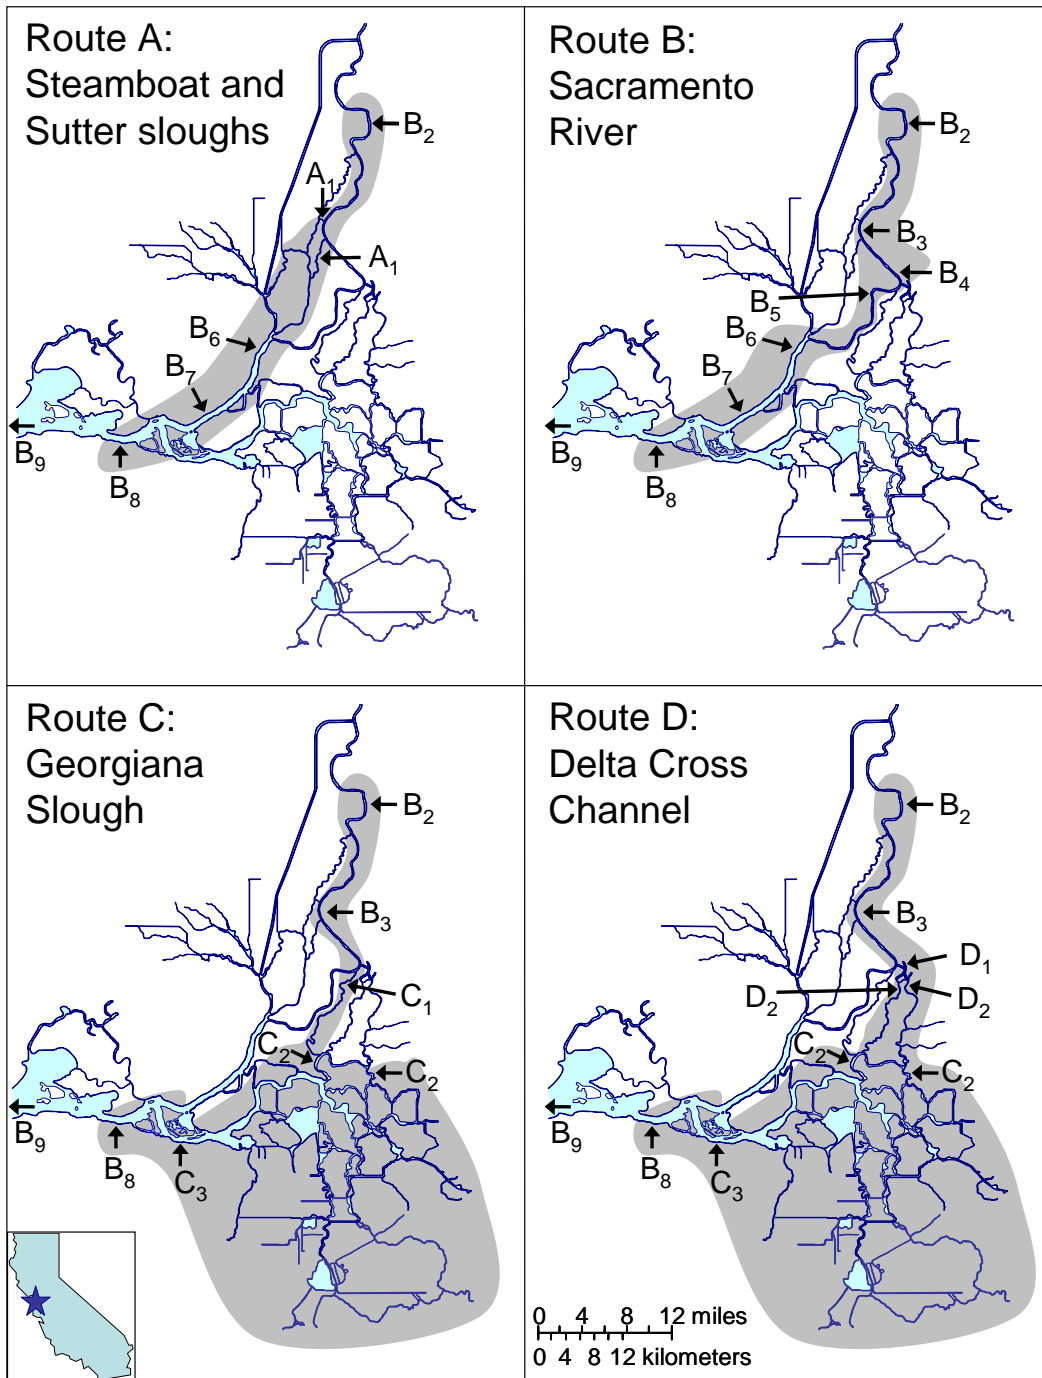 Route A:
Steamboat and
Sutter sloughs
B2
A1
A1
B6
B7
B9
B8
Route B:
Sacramento
River
B2
B3
B4
B5
B6
B7
B9
B8
Route C:
Georgiana
Slough
B2
B3
C1
C2
C2
B9
B8
C3
Route D:
Delta Cross
Channel
B2
B3
D1
D2
D2
C2
C2
B9
B8
C3
0 4 8 12 miles
0 4 8 12 kilometers